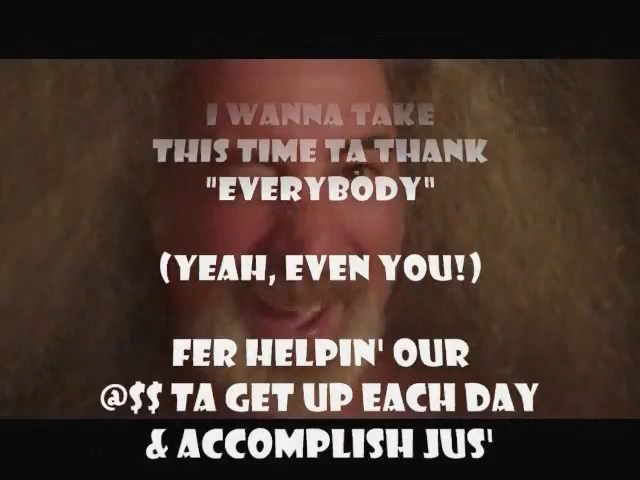 I WANNA TAKE
THIS TIME TA THANK
"EVERYBODY"
(YEAH, EVEN YOU!)
FER HELPIN' OUR
@$$ TA GET UP EACH DAY
& ACCOMPLISH JUS'